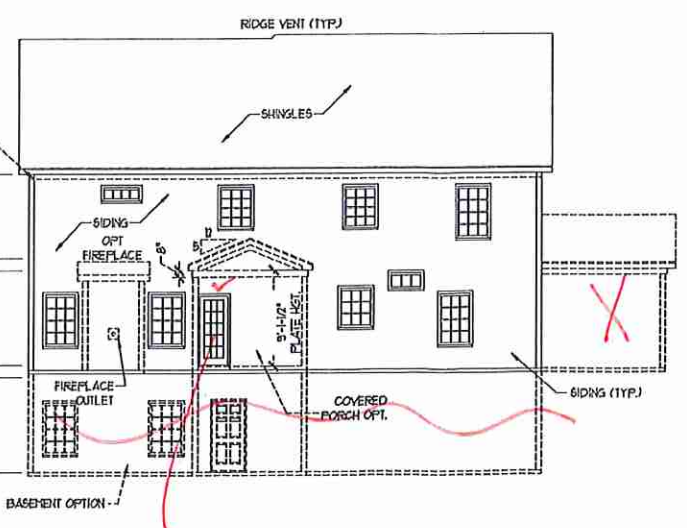 RIDGE VENT (TYP.)
SHINGLES
SIDING
OPT
FIREPLACE
8"
12
5
9'-1-1/2"
PLATE HGT.
FIREPLACE
OUTLET
COVERED
PORCH OPT.
SIDING (TYP.)
BASEMENT OPTION